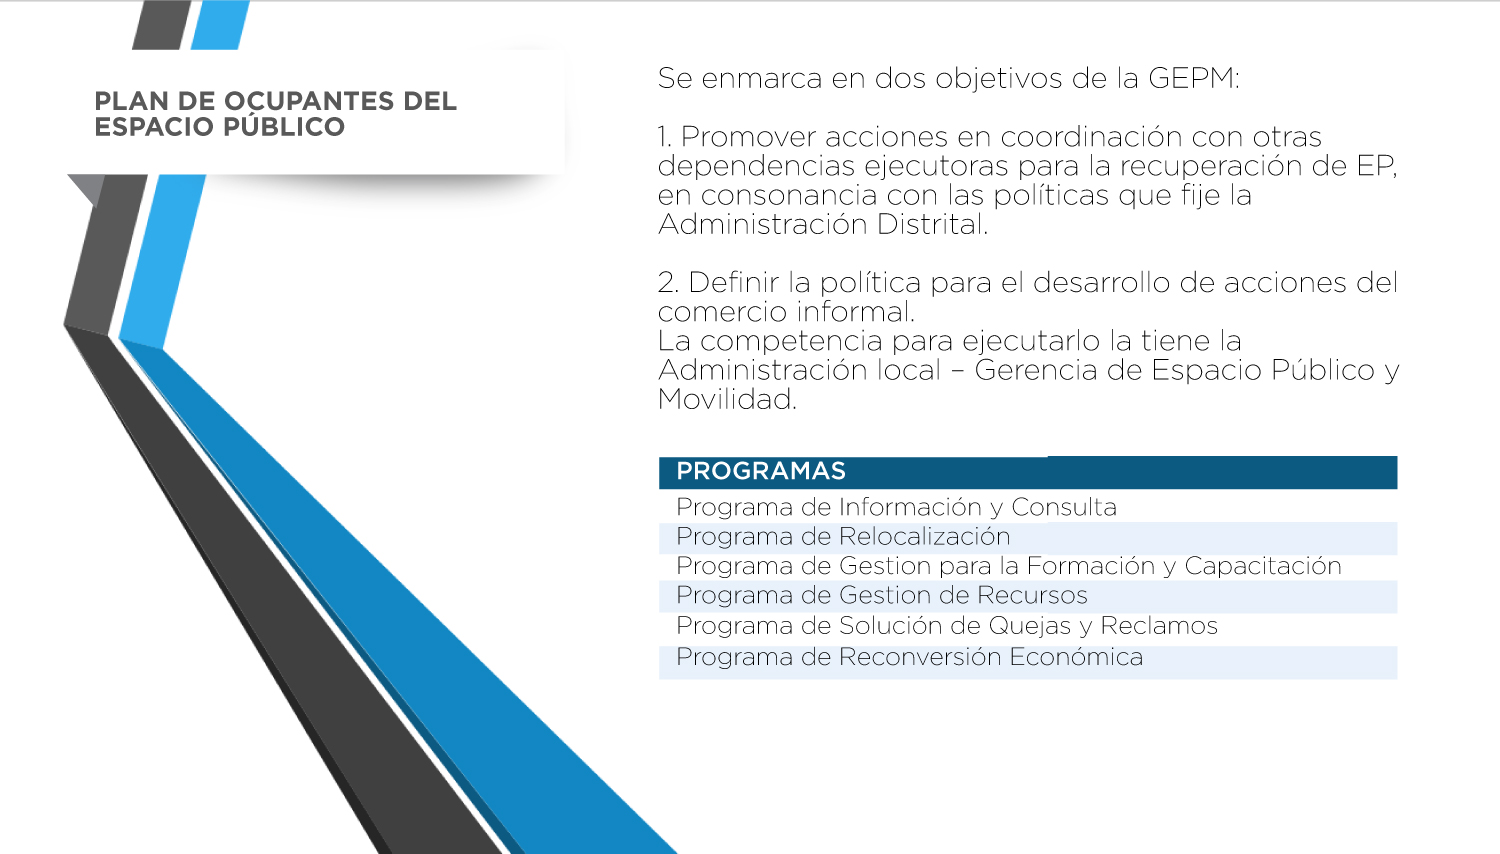 PLAN DE OCUPANTES DEL
ESPACIO PÚBLICO
Se enmarca en dos objetivos de la GEPM:
1. Promover acciones en coordinación con otras
dependencias ejecutoras para la recuperación de EP,
en consonancia con las políticas que fije la
Administración Distrital.
2. Definir la política para el desarrollo de acciones del
comercio informal.
La competencia para ejecutarlo la tiene la
Administración local – Gerencia de Espacio Público y
Movilidad.
PROGRAMAS
Programa de Información y Consulta
Programa de Relocalización
Programa de Gestion para la Formación y Capacitación
Programa de Gestion de Recursos
Programa de Solución de Quejas y Reclamos
Programa de Reconversión Económica